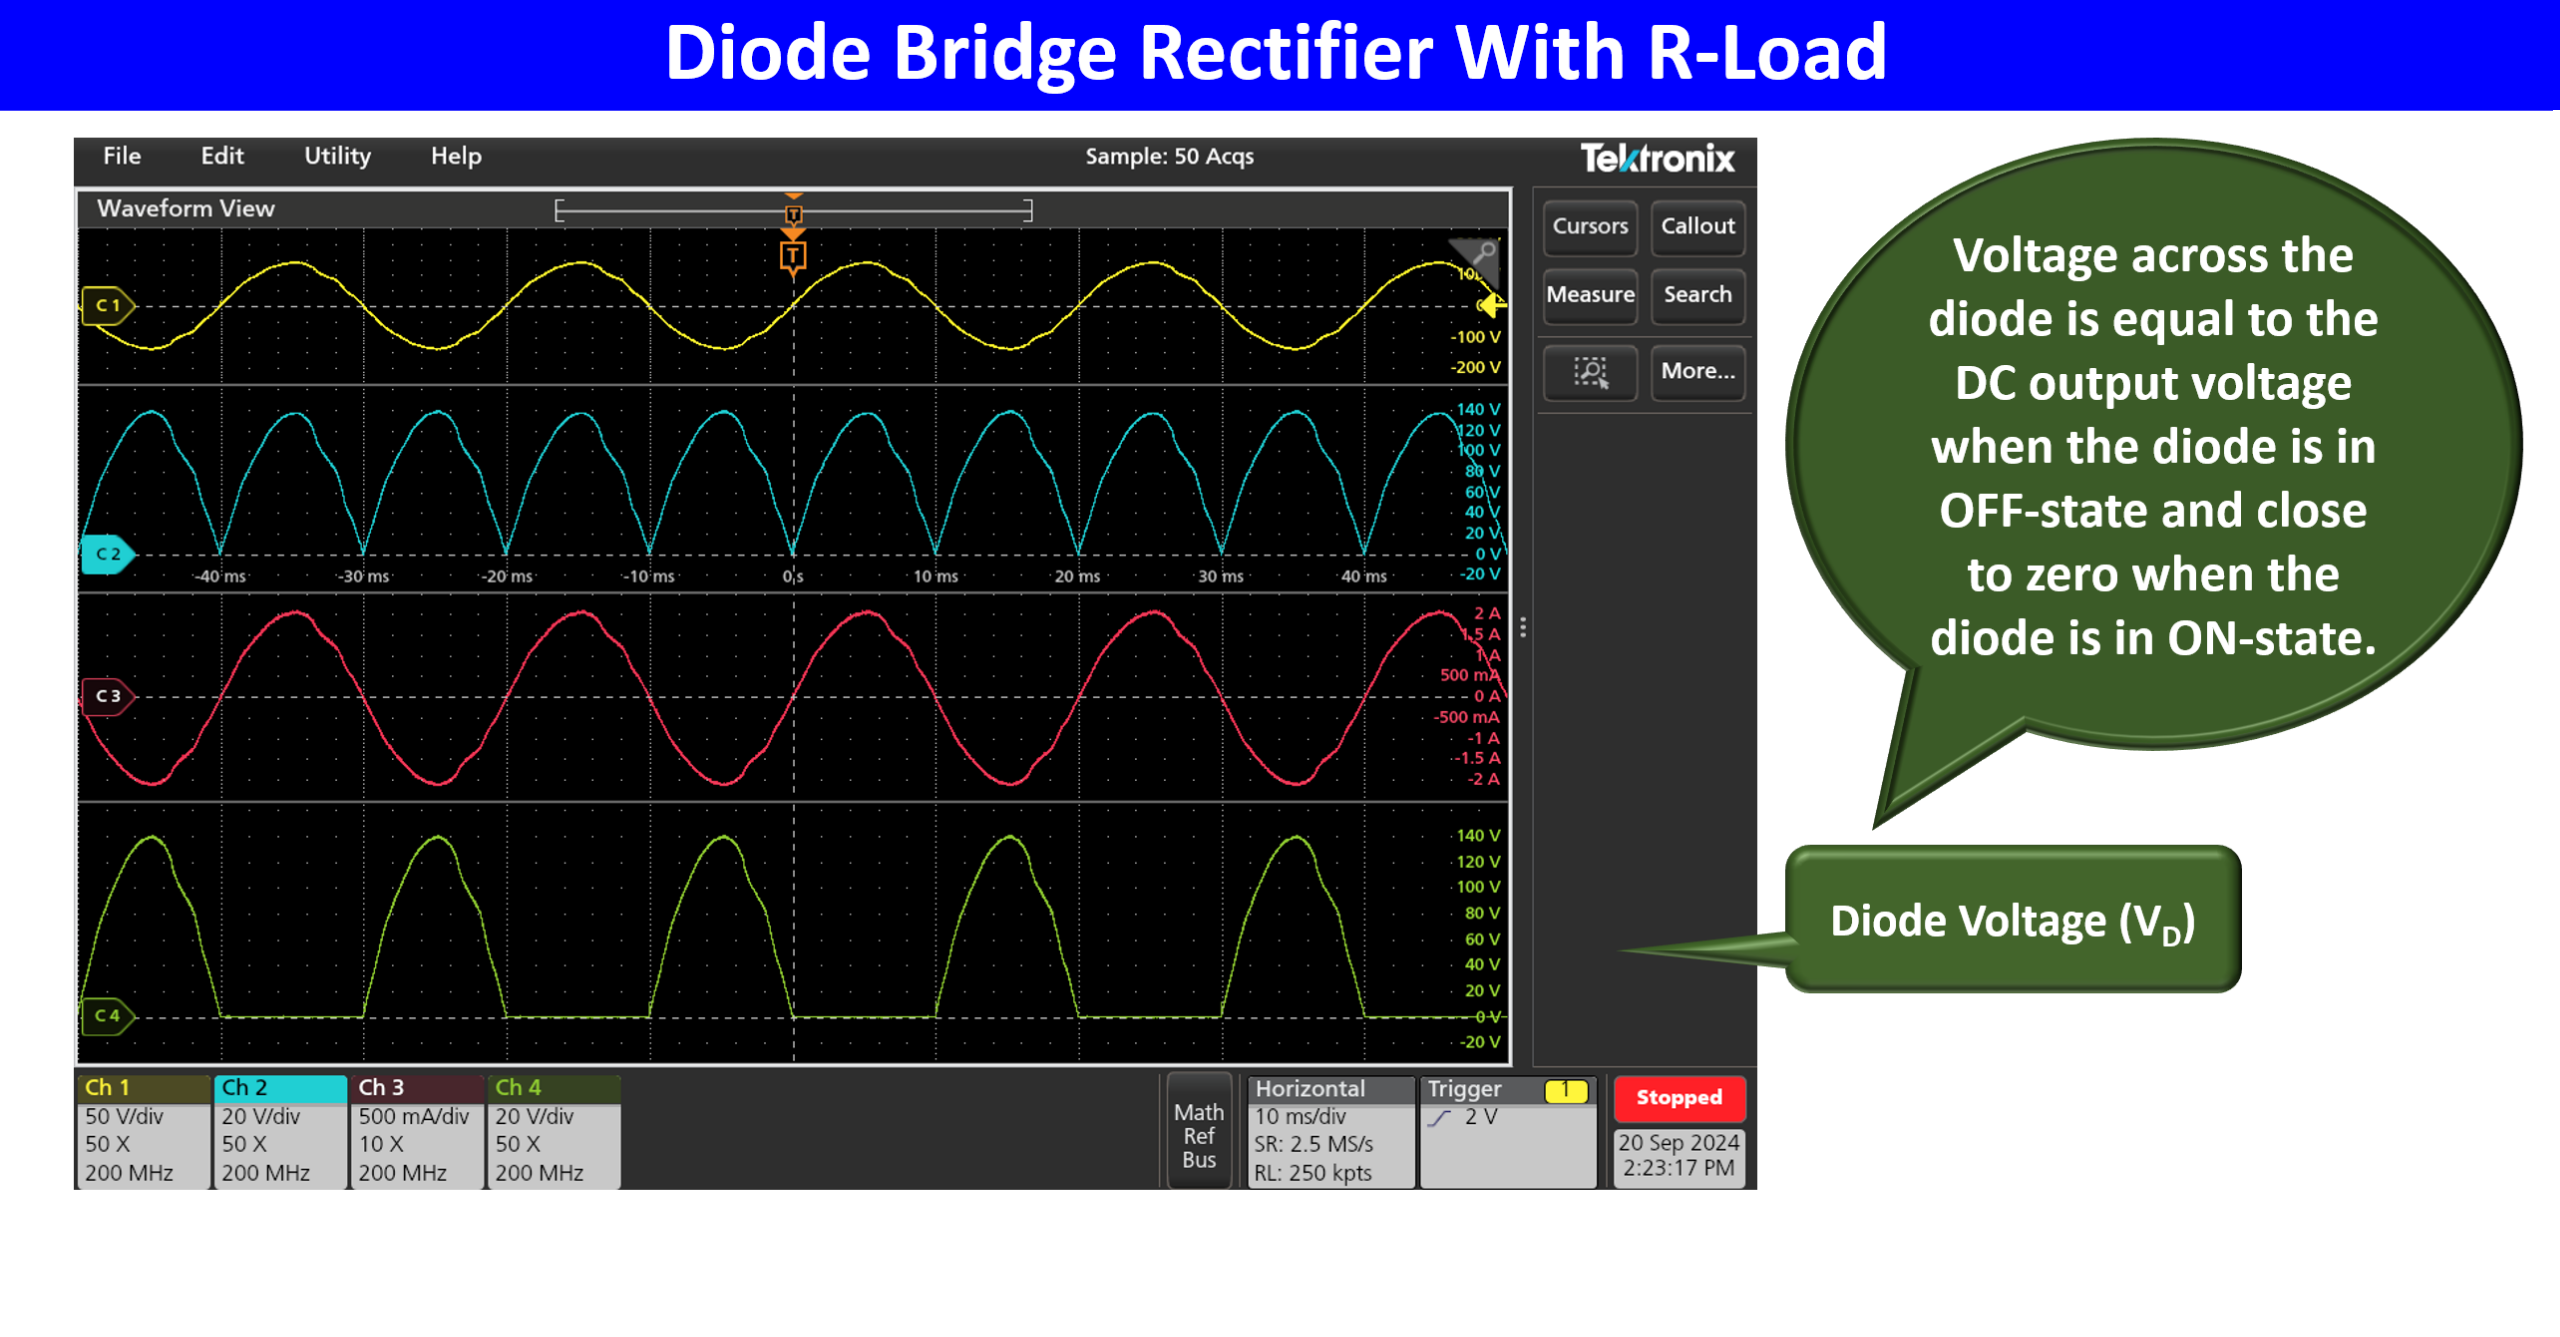 Diode Bridge Rectifier With R-Load
File Edit Utility Help Sample: 50 Acqs Tektronix
Waveform View
T
T
Cursors Callout
Measure Search
More...
C 1
0
-100 V
-200 V
140 V
120 V
100 V
80 V
60 V
40 V
20 V
C 2
0 V
-40 ms -30 ms -20 ms -10 ms 0 s 10 ms 20 ms 30 ms 40 ms
-20 V
2 A
1.5 A
1 A
500 mA
C 3
0 A
-500 mA
-1 A
-1.5 A
-2 A
140 V
120 V
100 V
80 V
60 V
40 V
20 V
C 4
0 V
-20 V
Ch 1
50 V/div
50 X
200 MHz
Ch 2
20 V/div
50 X
200 MHz
Ch 3
500 mA/div
10 X
200 MHz
Ch 4
20 V/div
50 X
200 MHz
Math
Ref
Bus
Horizontal
10 ms/div
SR: 2.5 MS/s
RL: 250 kpts
Trigger 1
2 V
Stopped
20 Sep 2024
2:23:17 PM
Voltage across the
diode is equal to the
DC output voltage
when the diode is in
OFF-state and close
to zero when the
diode is in ON-state.
Diode Voltage (V_D)